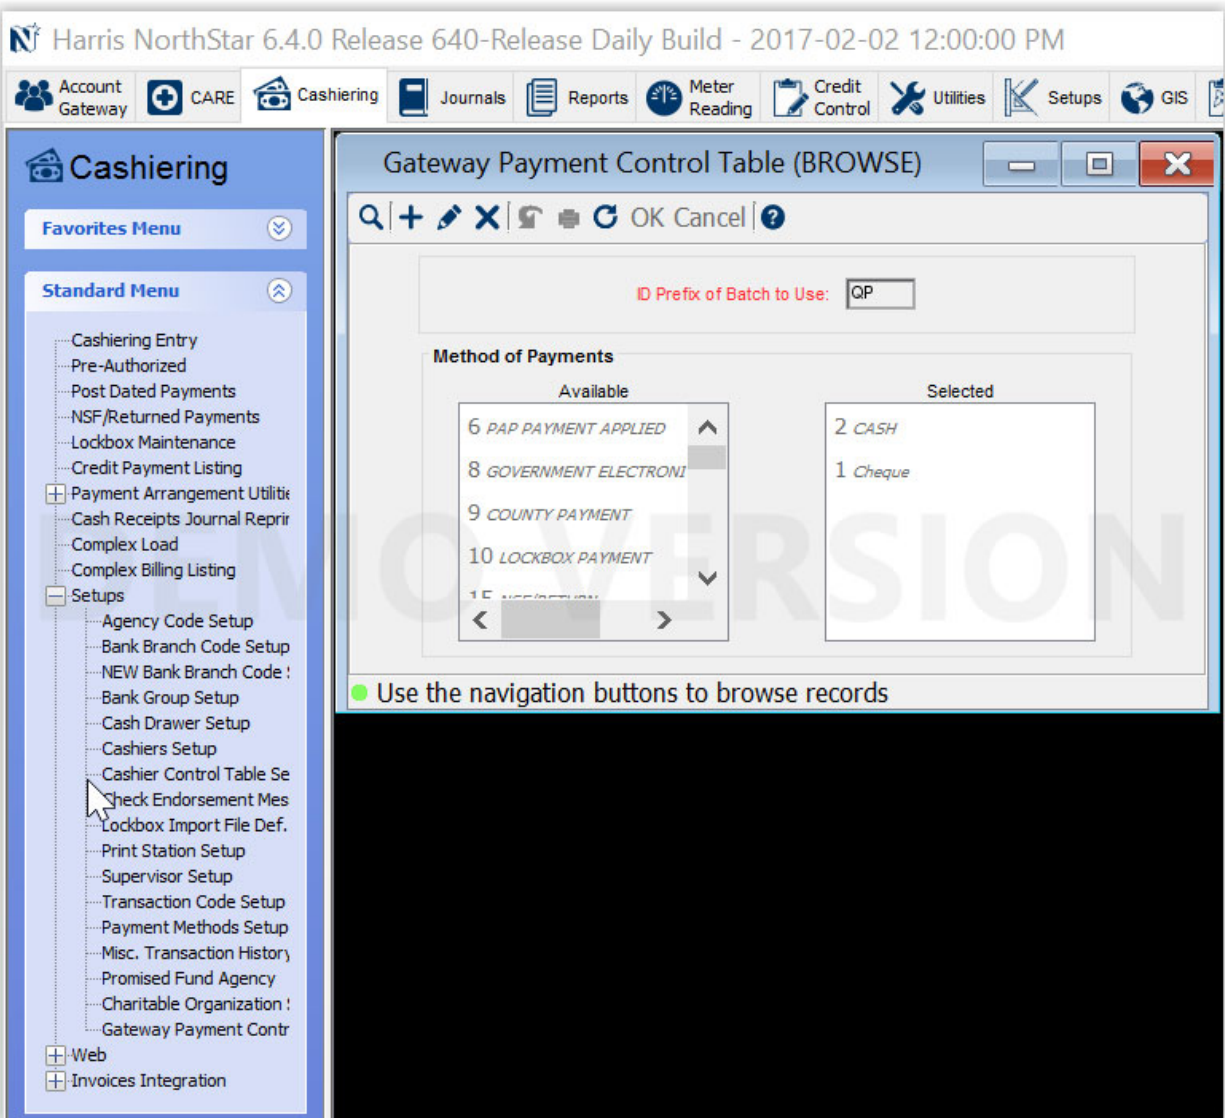 Harris NorthStar 6.4.0 Release 640-Release Daily Build - 2017-02-02 12:00:00 PM
Account Gateway
CARE
Cashiering
Journals
Reports
Meter Reading
Credit Control
Utilities
Setups
GIS
Cashiering
Favorites Menu
Standard Menu
Cashiering Entry
Pre-Authorized
Post Dated Payments
NSF/Returned Payments
Lockbox Maintenance
Credit Payment Listing
Payment Arrangement Utilitie
Cash Receipts Journal Reprir
Complex Load
Complex Billing Listing
Setups
Agency Code Setup
Bank Branch Code Setup
NEW Bank Branch Code
Bank Group Setup
Cash Drawer Setup
Cashiers Setup
Cashier Control Table Se
Check Endorsement Mes
Lockbox Import File Def.
Print Station Setup
Supervisor Setup
Transaction Code Setup
Payment Methods Setup
Misc. Transaction History
Promised Fund Agency
Charitable Organization
Gateway Payment Contr
Web
Invoices Integration
Gateway Payment Control Table (BROWSE)
OK Cancel
ID Prefix of Batch to Use: QP
Method of Payments
Available
6 PAP PAYMENT APPLIED
8 GOVERNMENT ELECTRONI
9 COUNTY PAYMENT
10 LOCKBOX PAYMENT
15 NSF/RETURN
Selected
2 CASH
1 Cheque
Use the navigation buttons to browse records
DEMO VERSION